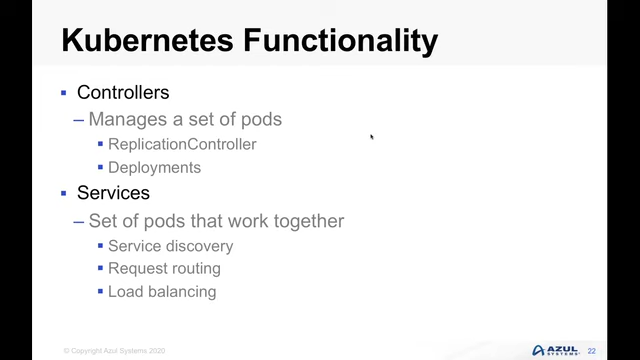 Kubernetes Functionality
Controllers
– Manages a set of pods
ReplicationController
Deployments
Services
– Set of pods that work together
Service discovery
Request routing
Load balancing
© Copyright Azul Systems 2020
AZUL
SYSTEMS
22